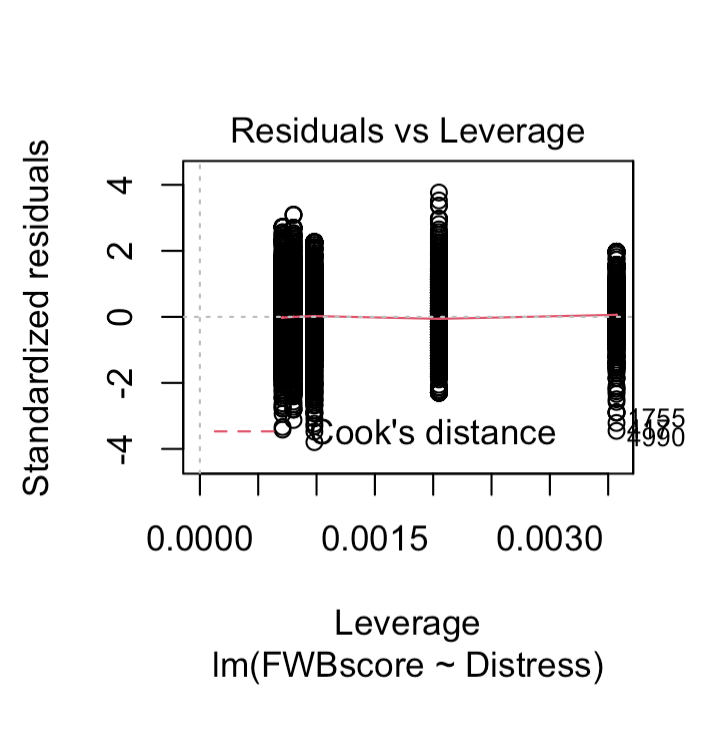 Residuals vs Leverage
Standardized residuals
4
2
0
-2
-4
Cook's distance
1755
4990
0.0000
0.0015
0.0030
Leverage
lm(FWBscore ~ Distress)